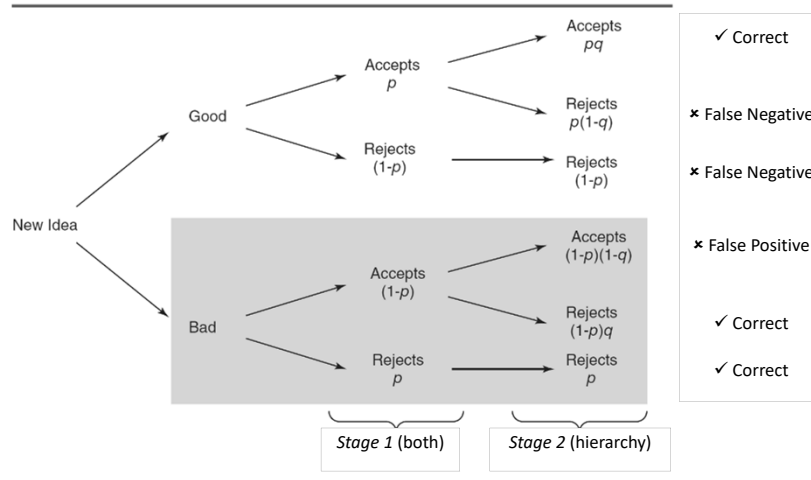 Accepts
pq
✓ Correct
Accepts
p
Good
Rejects
p(1-q)
× False Negative
Rejects
(1-p)
Rejects
(1-p)
× False Negative
New Idea
Accepts
(1-p)(1-q)
× False Positive
Accepts
(1-p)
Bad
Rejects
(1-p)q
✓ Correct
Rejects
p
Rejects
p
✓ Correct
Stage 1 (both)
Stage 2 (hierarchy)